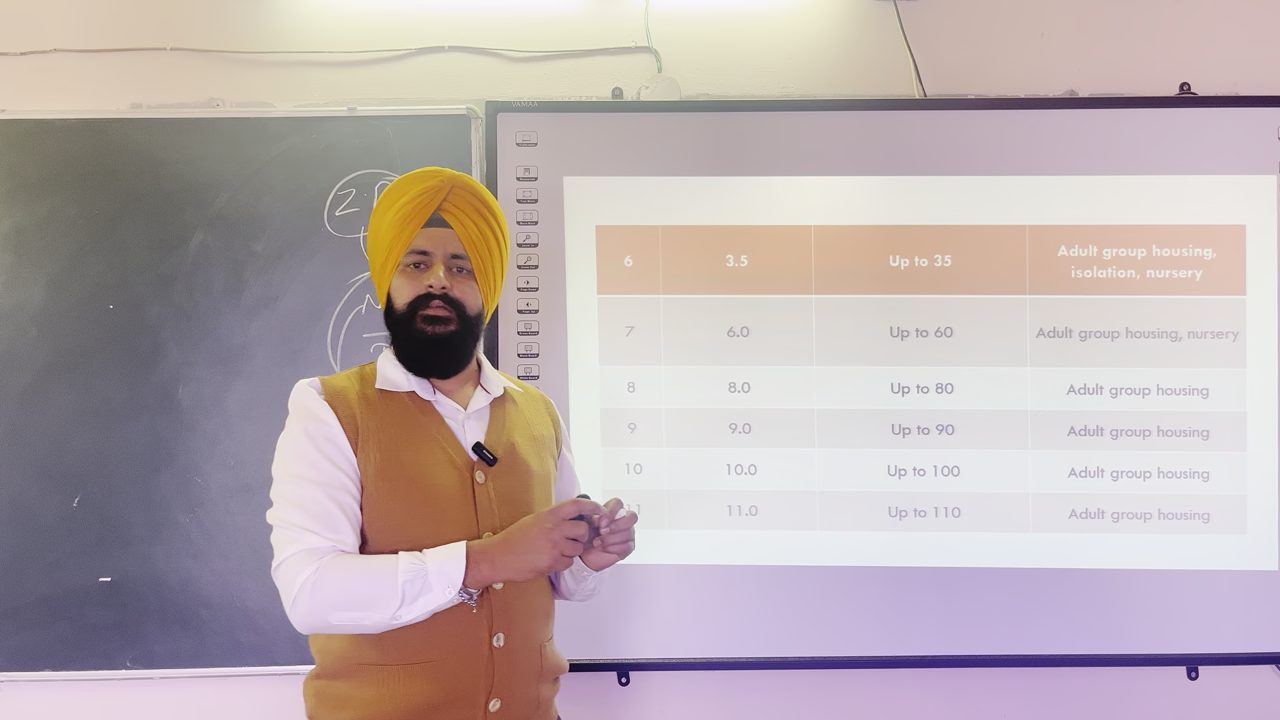 VAMAA
6 3.5 Up to 35 Adult group housing,
isolation, nursery
7 6.0 Up to 60 Adult group housing, nursery
8 8.0 Up to 80 Adult group housing
9 9.0 Up to 90 Adult group housing
10 10.0 Up to 100 Adult group housing
11.0 Up to 110 Adult group housing